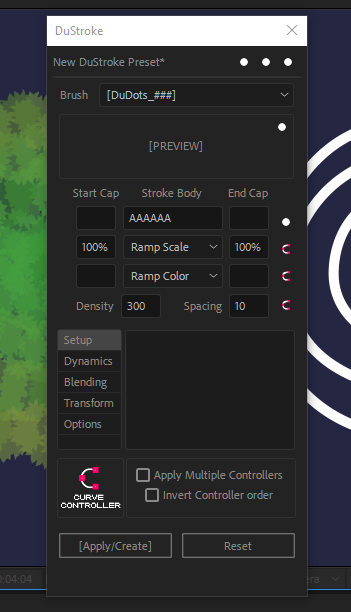 DuStroke
New DuStroke Preset*
Brush [DuDots_###]
[PREVIEW]
Start Cap Stroke Body End Cap
AAAAAA
100% Ramp Scale 100%
Ramp Color
Density 300 Spacing 10
Setup
Dynamics
Blending
Transform
Options
CURVE
CONTROLLER
Apply Multiple Controllers
Invert Controller order
[Apply/Create] Reset
0:04:04
era